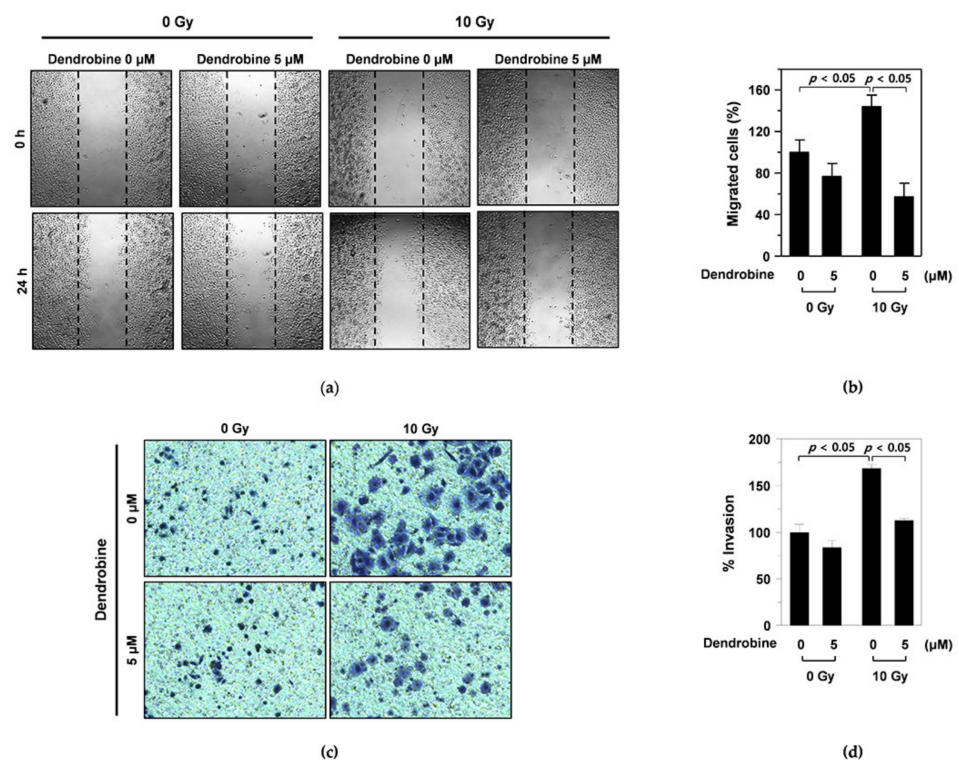 0 Gy
10 Gy
Dendrobine 0 μM
Dendrobine 5 μM
Dendrobine 0 μM
Dendrobine 5 μM
0 h
24 h
(a)
p < 0.05
p < 0.05
Migrated cells (%)
160
120
80
40
0
Dendrobine 0 5 0 5 (μM)
0 Gy 10 Gy
(b)
0 Gy
10 Gy
Dendrobine
0 μM
5 μM
(c)
200
p < 0.05
p < 0.05
% Invasion
150
100
50
0
Dendrobine 0 5 0 5 (μM)
0 Gy 10 Gy
(d)